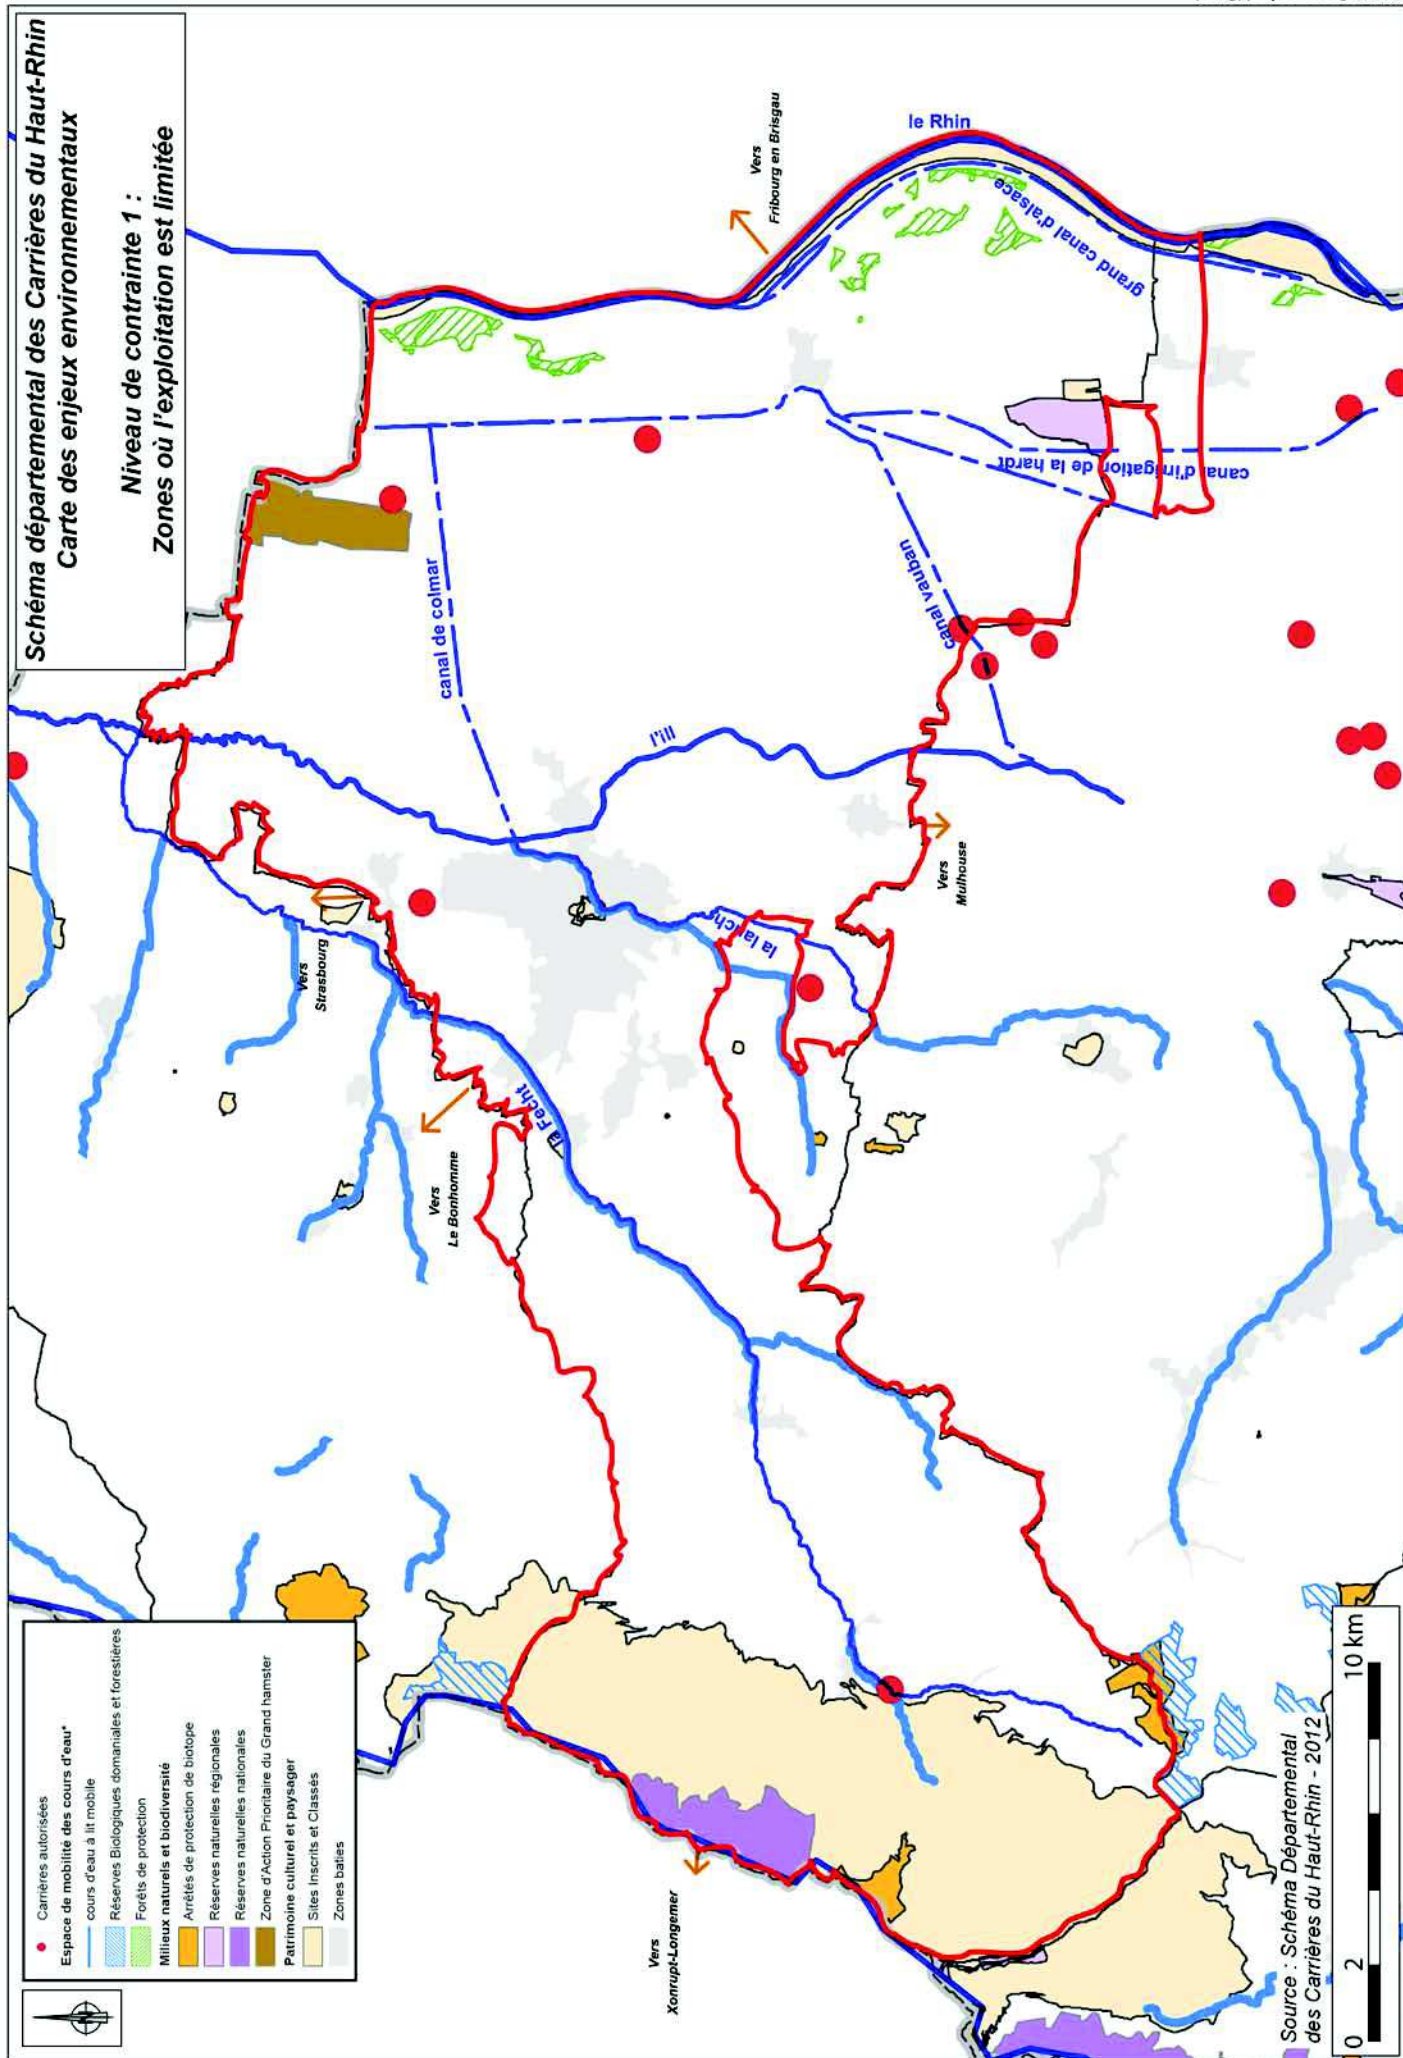 Schéma départemental des Carrières du Haut-Rhin
Carte des enjeux environnementaux
Niveau de contrainte 1 :
Zones où l'exploitation est limitée
Carrières autorisées
Espace de mobilité des cours d'eau*
cours d'eau à lit mobile
Réserves Biologiques domaniales et forestières
Forêts de protection
Milieux naturels et biodiversité
Arrêtés de protection de biotope
Réserves naturelles régionales
Réserves naturelles nationales
Zone d'Action Prioritaire du Grand hamster
Patrimoine culturel et paysager
Sites Inscrits et Classés
Zones baties
N
Vers
Strasbourg
Vers
Le Bonhomme
Vers
Fribourg en Brisgau
Vers
Mulhouse
Vers
Xonrupt-Longemer
le Rhin
grand canal d'alsace
canal de colmar
canal vauban
canal d'irrigation de la hardt
l'ill
la lauch
la Fecht
Source : Schéma Départemental
des Carrières du Haut-Rhin - 2012
0 2 10 km